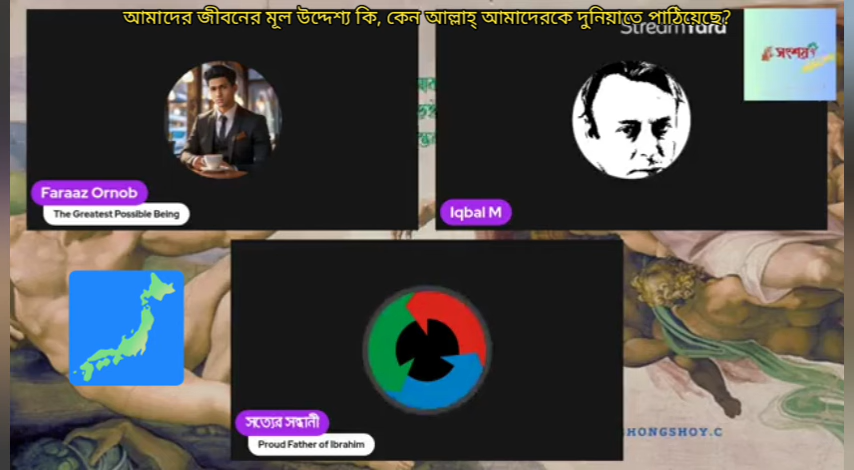 আমাদের জীবনের মূল উদ্দেশ্য কি, কেন আল্লাহ্ আমাদেরকে দুনিয়াতে পাঠিয়েছে?
StreamYard
সংশয়
Faraaz Ornob
The Greatest Possible Being
Iqbal M
সত্যের সন্ধানী
Proud Father of Ibrahim
HONGSHOY.C